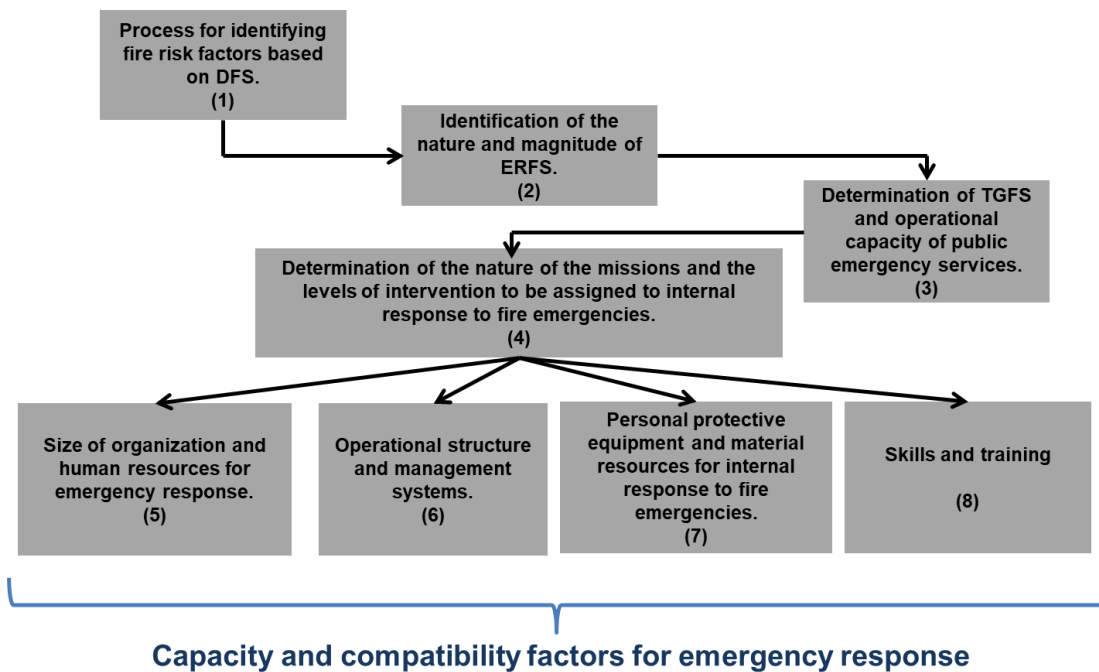 Process for identifying
fire risk factors based
on DFS.
(1)
Identification of the
nature and magnitude of
ERFS.
(2)
Determination of TGFS
and operational
capacity of public
emergency services.
(3)
Determination of the nature of the missions and the
levels of intervention to be assigned to internal
response to fire emergencies.
(4)
Size of organization and
human resources for
emergency response.
(5)
Operational structure
and management
systems.
(6)
Personal protective
equipment and material
resources for internal
response to fire
emergencies.
(7)
Skills and training
(8)
Capacity and compatibility factors for emergency response